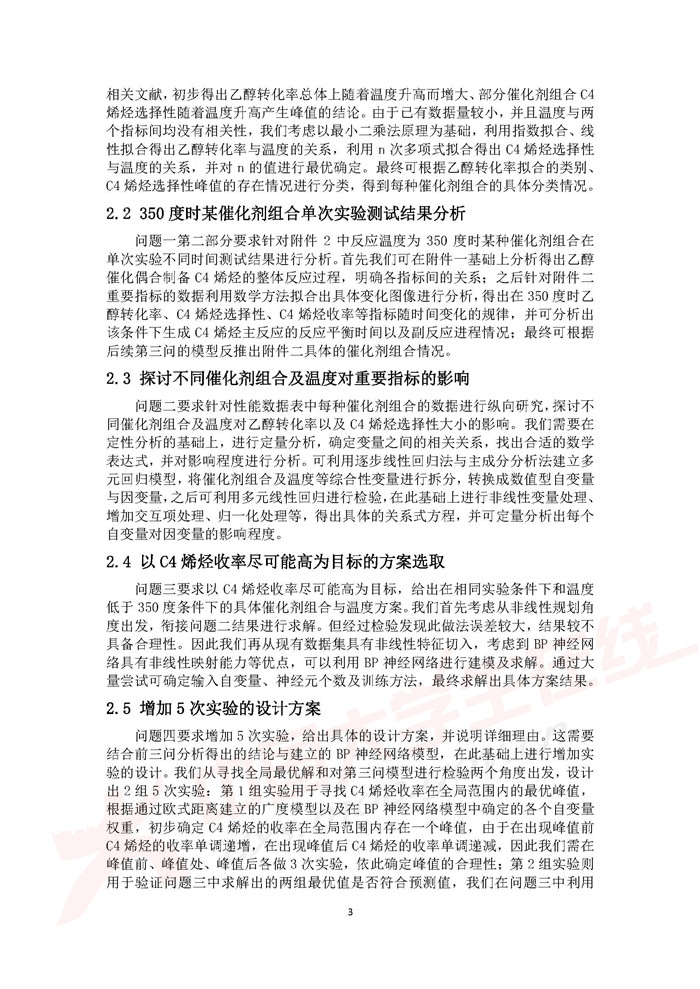 相关文献,初步得出乙醇转化率总体上随着温度升高而增大、部分催化剂组合 C4
烯烃选择性随着温度升高产生峰值的结论。由于已有数据量较小,并且温度与两
个指标间均没有相关性,我们考虑以最小二乘法原理为基础,利用指数拟合、线
性拟合得出乙醇转化率与温度的关系,利用 n 次多项式拟合得出 C4 烯烃选择性
与温度的关系,并对 n 的值进行最优确定。最终可根据乙醇转化率拟合的类别、
C4 烯烃选择性峰值的存在情况进行分类,得到每种催化剂组合的具体分类情况。
2.2 350 度时某催化剂组合单次实验测试结果分析
问题一第二部分要求针对附件 2 中反应温度为 350 度时某种催化剂组合在
单次实验不同时间测试结果进行分析。首先我们可在附件一基础上分析得出乙醇
催化偶合制备 C4 烯烃的整体反应过程,明确各指标间的关系;之后针对附件二
重要指标的数据利用数学方法拟合出具体变化图像进行分析,得出在 350 度时乙
醇转化率、C4 烯烃选择性、C4 烯烃收率等指标随时间变化的规律,并可分析出
该条件下生成 C4 烯烃主反应的反应平衡时间以及副反应进程情况;最终可根据
后续第三问的模型反推出附件二具体的催化剂组合情况。
2.3 探讨不同催化剂组合及温度对重要指标的影响
问题二要求针对性能数据表中每种催化剂组合的数据进行纵向研究,探讨不
同催化剂组合及温度对乙醇转化率以及 C4 烯烃选择性大小的影响。我们需要在
定性分析的基础上,进行定量分析,确定变量之间的相关关系,找出合适的数学
表达式,并对影响程度进行分析。可利用逐步线性回归法与主成分分析法建立多
元回归模型,将催化剂组合及温度等综合性变量进行拆分,转换成数值型自变量
与因变量,之后可利用多元线性回归进行检验,在此基础上进行非线性变量处理、
增加交互项处理、归一化处理等,得出具体的关系式方程,并可定量分析出每个
自变量对因变量的影响程度。
2.4 以 C4 烯烃收率尽可能高为目标的方案选取
问题三要求以 C4 烯烃收率尽可能高为目标,给出在相同实验条件下和温度
低于 350 度条件下的具体催化剂组合与温度方案。我们首先考虑从非线性规划角
度出发,衔接问题二结果进行求解。但经过检验发现此做法误差较大,结果较不
具备合理性。因此我们再从现有数据集具有非线性特征切入,考虑到 BP 神经网
络具有非线性映射能力等优点,可以利用 BP 神经网络进行建模及求解。通过大
量尝试可确定输入自变量、神经元个数及训练方法,最终求解出具体方案结果。
2.5 增加 5 次实验的设计方案
问题四要求增加 5 次实验,给出具体的设计方案,并说明详细理由。这需要
结合前三问分析得出的结论与建立的 BP 神经网络模型,在此基础上进行增加实
验的设计。我们从寻找全局最优解和对第三问模型进行检验两个角度出发,设计
出 2 组 5 次实验:第 1 组实验用于寻找 C4 烯烃收率在全局范围内的最优峰值,
根据通过欧式距离建立的广度模型以及在 BP 神经网络模型中确定的各个自变量
权重,初步确定 C4 烯烃的收率在全局范围内存在一个峰值,由于在出现峰值前
C4 烯烃的收率单调递增,在出现峰值后 C4 烯烃的收率单调递减,因此我们需在
峰值前、峰值处、峰值后各做 3 次实验,依此确定峰值的合理性;第 2 组实验则
用于验证问题三中求解出的两组最优值是否符合预测值,我们在问题三中利用
3